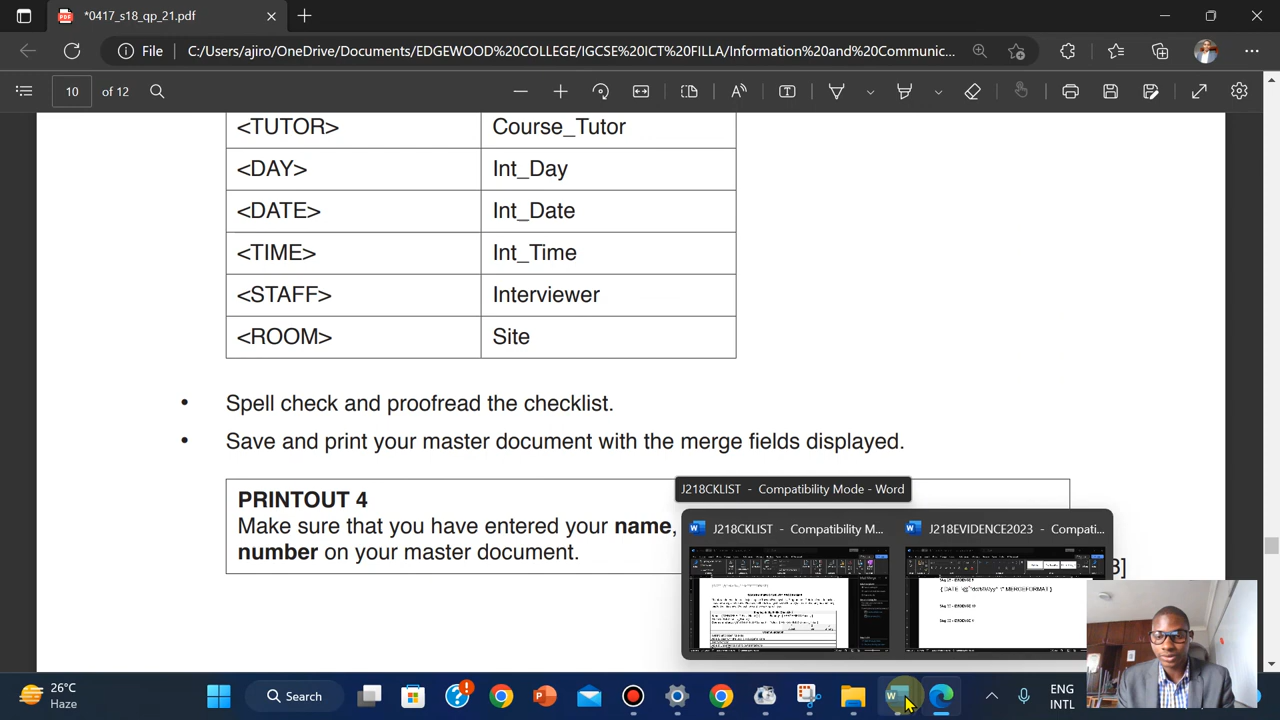 *0417_s18_qp_21.pdf
File
C:/Users/ajiro/OneDrive/Documents/EDGEWOOD%20COLLEGE/IGCSE%20ICT%20FILLA/Information%20and%20Communic...
10 of 12
<TUTOR> Course_Tutor
<DAY> Int_Day
<DATE> Int_Date
<TIME> Int_Time
<STAFF> Interviewer
<ROOM> Site
• Spell check and proofread the checklist.
• Save and print your master document with the merge fields displayed.
PRINTOUT 4
Make sure that you have entered your name,
number on your master document.
J218CKLIST - Compatibility Mode - Word
J218CKLIST - Compatibility M...
J218EVIDENCE2023 - Compati...
26°C
Haze
Search
ENG
INTL